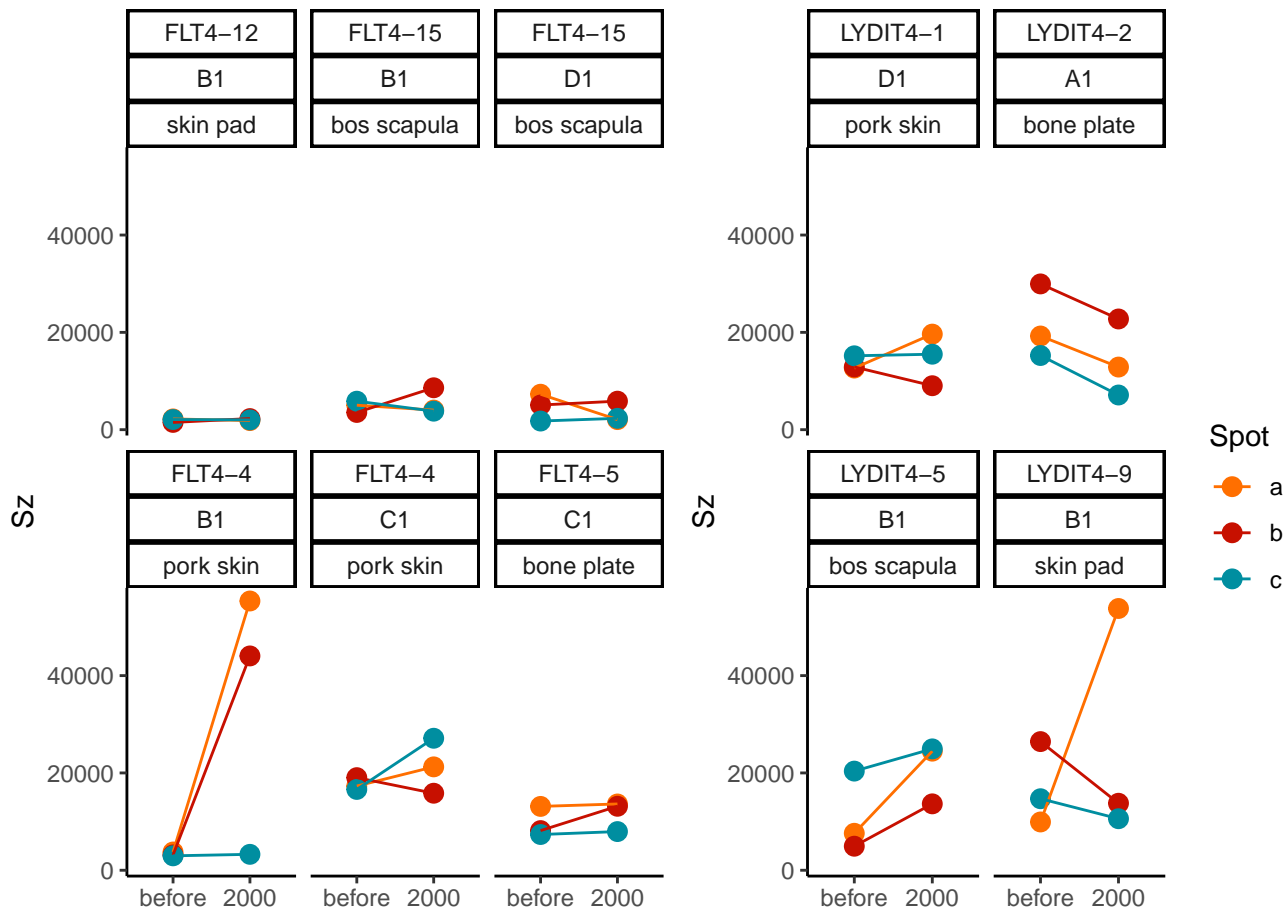 FLT4−12 FLT4−15 FLT4−15 LYDIT4−1 LYDIT4−2
B1 B1 D1 D1 A1
skin pad bos scapula bos scapula pork skin bone plate
40000 40000
20000 20000
0 0
FLT4−4 FLT4−4 FLT4−5 LYDIT4−5 LYDIT4−9
B1 C1 C1 B1 B1
pork skin pork skin bone plate bos scapula skin pad
40000 40000
20000 20000
0 0
before 2000 before 2000 before 2000 before 2000 before 2000
Sz Sz
Spot
a
b
c